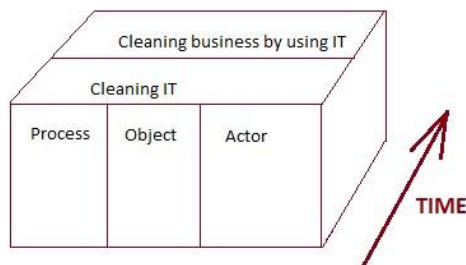 Cleaning business by using IT
Cleaning IT
Process Object Actor
TIME